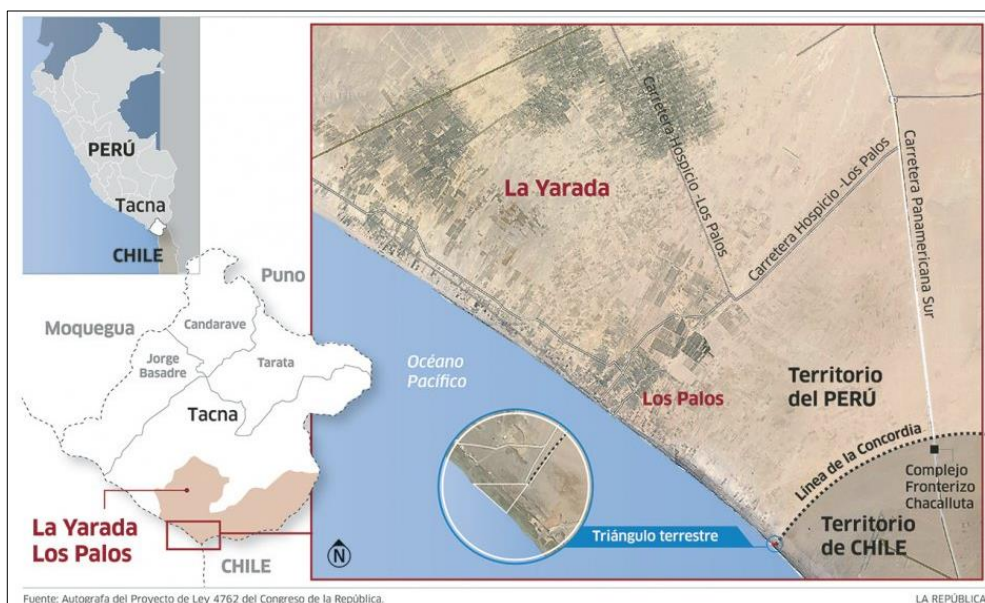 PERÚ
Tacna
CHILE
Puno
Moquegua
Candarave
Jorge
Basadre
Tarata
Tacna
La Yarada
Los Palos
CHILE
La Yarada
Carretera Hospicio -Los Palos
Carretera Hospicio -Los Palos
Carretera Panamericana Sur
Océano
Pacífico
Los Palos
Territorio
del PERÚ
Línea de la Concordia
Complejo
Fronterizo
Chacalluta
Triángulo terrestre
Territorio
de CHILE
N
Fuente: Autografa del Proyecto de Ley 4762 del Congreso de la República.
LA REPÚBLICA